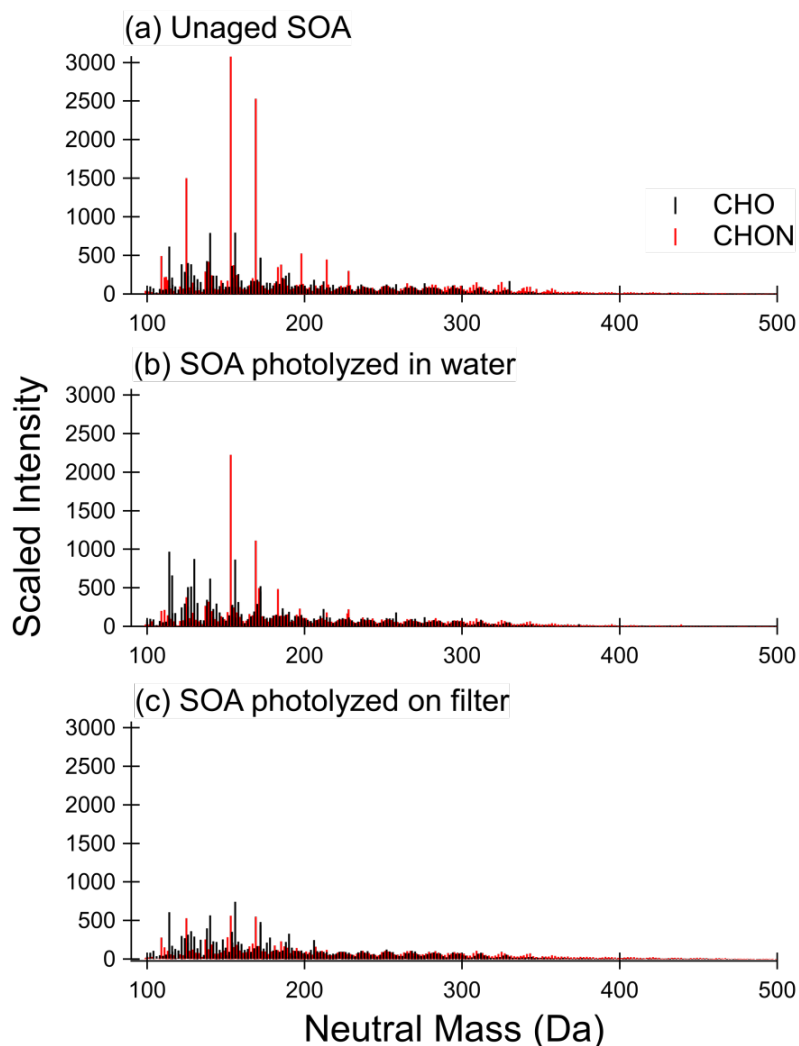 (a) Unaged SOA
3000
2500
2000
1500
1000
500
0
CHO
CHON
100 200 300 400 500
(b) SOA photolyzed in water
3000
2500
2000
1500
1000
500
0
100 200 300 400 500
Scaled Intensity
(c) SOA photolyzed on filter
3000
2500
2000
1500
1000
500
0
100 200 300 400 500
Neutral Mass (Da)